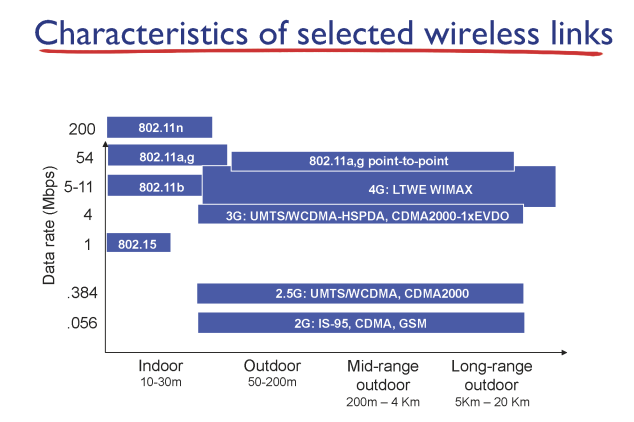 Characteristics of selected wireless links
Data rate (Mbps)
200
802.11n
54
802.11a,g
802.11a,g point-to-point
5-11
802.11b
4G: LTWE WIMAX
4
3G: UMTS/WCDMA-HSPDA, CDMA2000-1xEVDO
1
802.15
.384
2.5G: UMTS/WCDMA, CDMA2000
.056
2G: IS-95, CDMA, GSM
Indoor
10-30m
Outdoor
50-200m
Mid-range
outdoor
200m – 4 Km
Long-range
outdoor
5Km – 20 Km